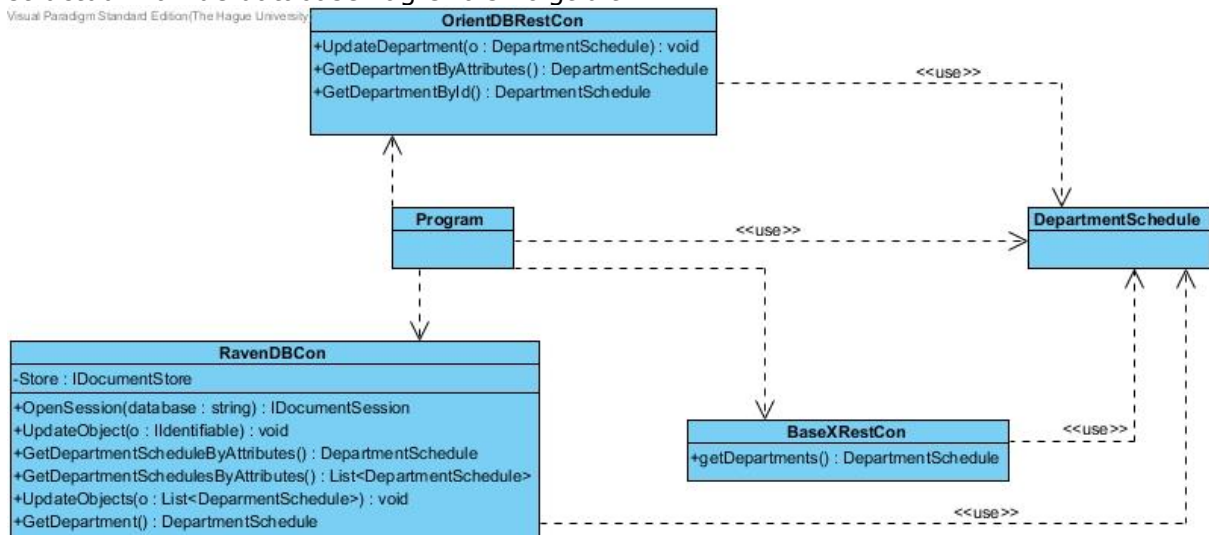 Visual Paradigm Standard Edition(The Hague University
OrientDBRestCon
+UpdateDepartment(o : DepartmentSchedule) : void
+GetDepartmentByAttributes() : DepartmentSchedule
+GetDepartmentById() : DepartmentSchedule
<<use>>
Program
<<use>>
DepartmentSchedule
RavenDBCon
-Store : IDocumentStore
+OpenSession(database : string) : IDocumentSession
+UpdateObject(o : IIdentifiable) : void
+GetDepartmentScheduleByAttributes() : DepartmentSchedule
+GetDepartmentSchedulesByAttributes() : List<DepartmentSchedule>
+UpdateObjects(o : List<DeparmentSchedule>) : void
+GetDepartment() : DepartmentSchedule
BaseXRestCon
+getDepartments() : DepartmentSchedule
<<use>>
<<use>>